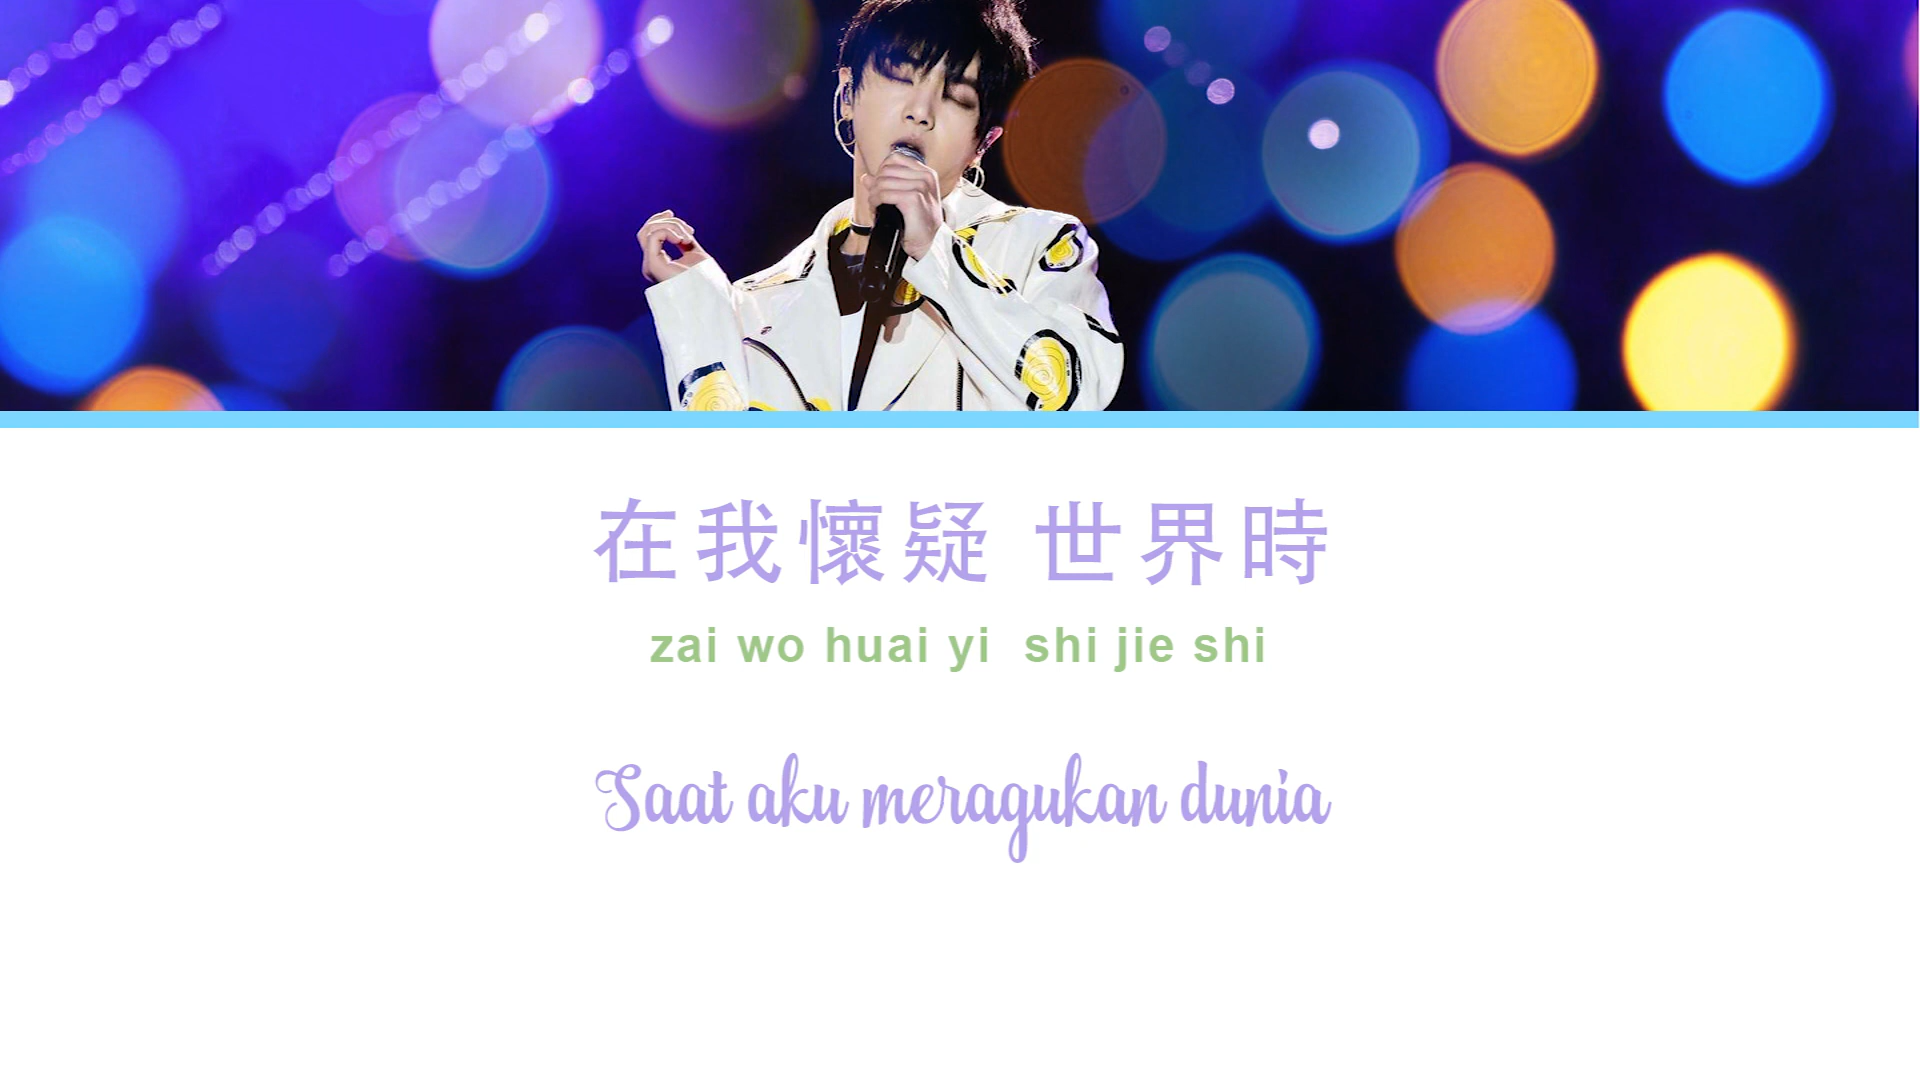 在我懷疑 世界時
zai wo huai yi  shi jie shi
Saat aku meragukan dunia